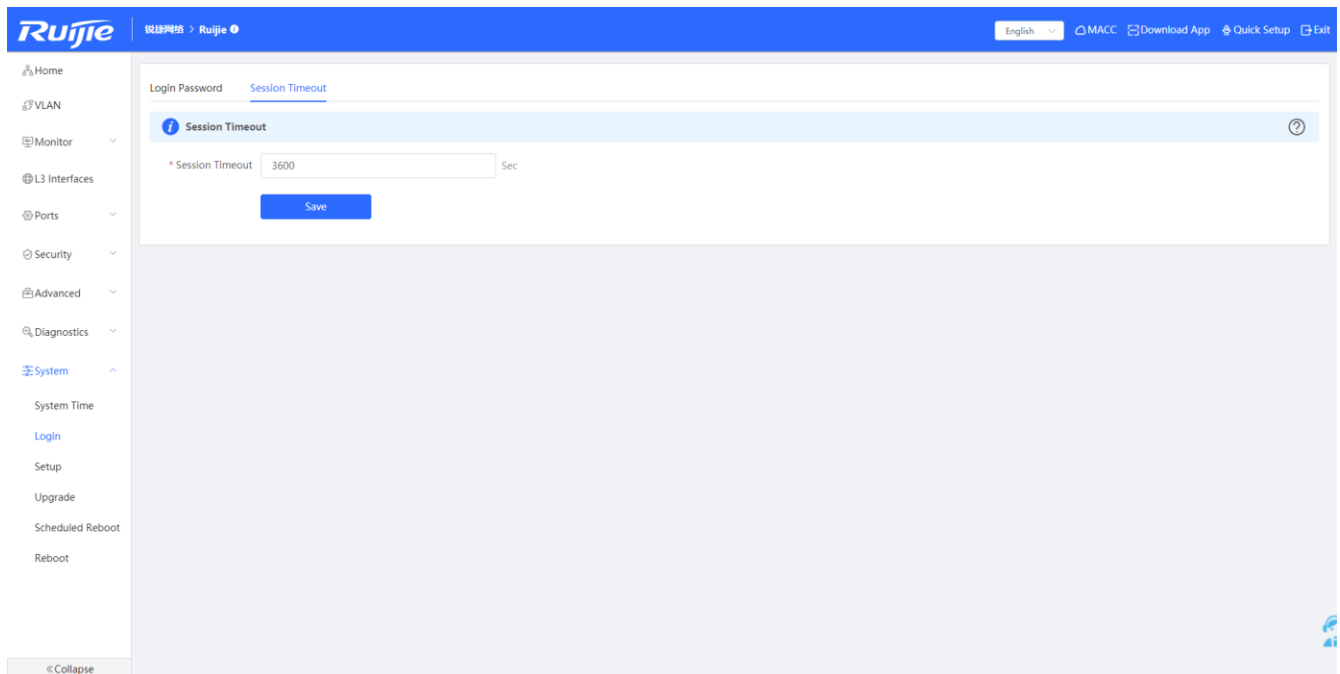 Ruijie
锐捷网络 > Ruijie
English
MACC
Download App
Quick Setup
Exit
Home
VLAN
Monitor
L3 Interfaces
Ports
Security
Advanced
Diagnostics
System
System Time
Login
Setup
Upgrade
Scheduled Reboot
Reboot
« Collapse
Login Password
Session Timeout
i Session Timeout
?
* Session Timeout 3600 Sec
Save